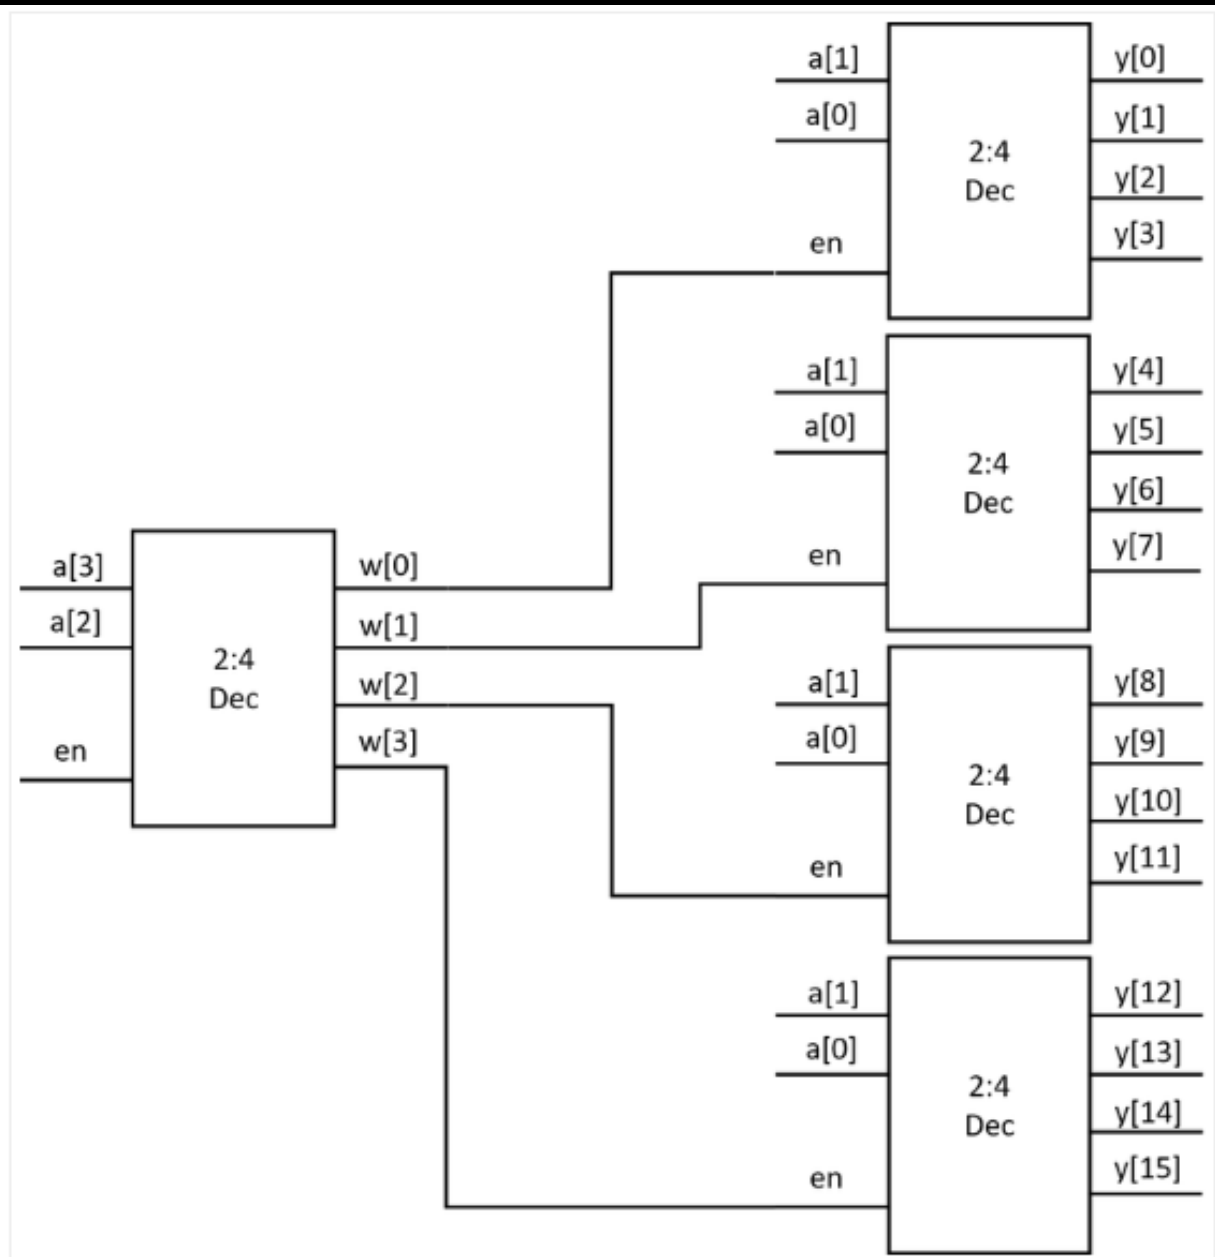 a[1]
a[0]
en
2:4
Dec
y[0]
y[1]
y[2]
y[3]
a[1]
a[0]
en
2:4
Dec
y[4]
y[5]
y[6]
y[7]
a[3]
a[2]
en
2:4
Dec
w[0]
w[1]
w[2]
w[3]
a[1]
a[0]
en
2:4
Dec
y[8]
y[9]
y[10]
y[11]
a[1]
a[0]
en
2:4
Dec
y[12]
y[13]
y[14]
y[15]